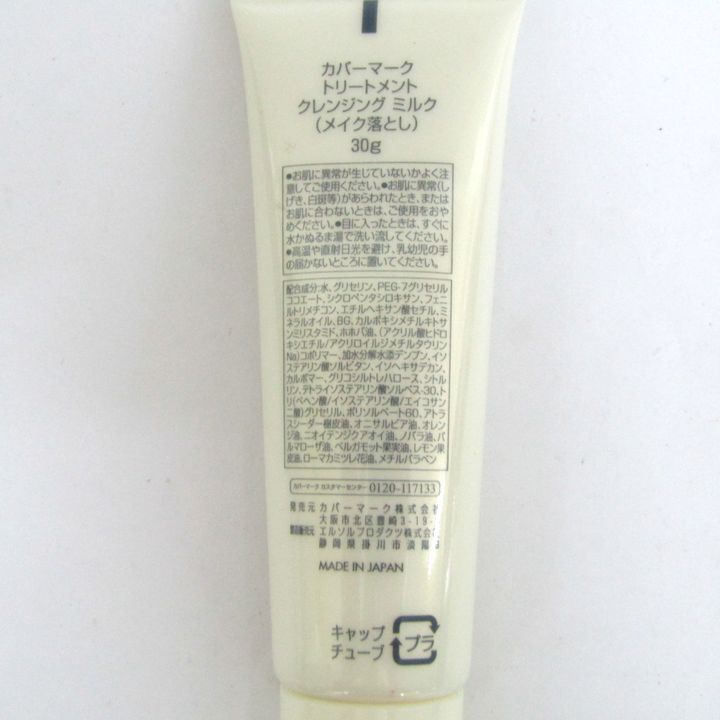 カバーマーク
トリートメント
クレンジング ミルク
(メイク落とし)
30g
●お肌に異常が生じていないかよく注
意してご使用ください。●お肌に異常(し
げき、白斑等)があらわれたとき、または
お肌に合わないときは、ご使用をおや
めください。●目に入ったときは、すぐに
水かぬるま湯で洗い流してください。
●高温や直射日光を避け、乳幼児の手
の届かないところに置いてください。
配合成分:水、グリセリン、PEG-7グリセリル
ココエート、シクロペンタシロキサン、フェニ
ルトリメチコン、エチルヘキサン酸セチル、ミ
ネラルオイル、BG、カルボキシメチルキトサ
ンミリスタミド、ホホバ油、(アクリル酸ヒドロ
キシエチル/アクリロイルジメチルタウリン
Na)コポリマー、加水分解水添デンプン、イソ
ステアリン酸ソルビタン、イソヘキサデカン、
カルボマー、グリコシルトレハロース、シトル
リン、テトライソステアリン酸ソルベス-30、ト
リ(ベヘン酸/イソステアリン酸/エイコサン
二酸)グリセリル、ポリソルベート60、アトラ
スシーダー樹皮油、オニサルビア油、オレン
ジ油、ニオイテンジクアオイ油、ノバラ油、パ
ルマローザ油、ベルガモット果実油、レモン果
皮油、ローマカミツレ花油、メチルパラベン
カバーマーク カスタマーセンター 0120-117133
発売元 カバーマーク株式会社
大阪市北区豊崎3-19-
製造販売元 エルソルプロダクツ株式会社
静岡県掛川市淡陽
MADE IN JAPAN
キャップ
チューブ
プラ